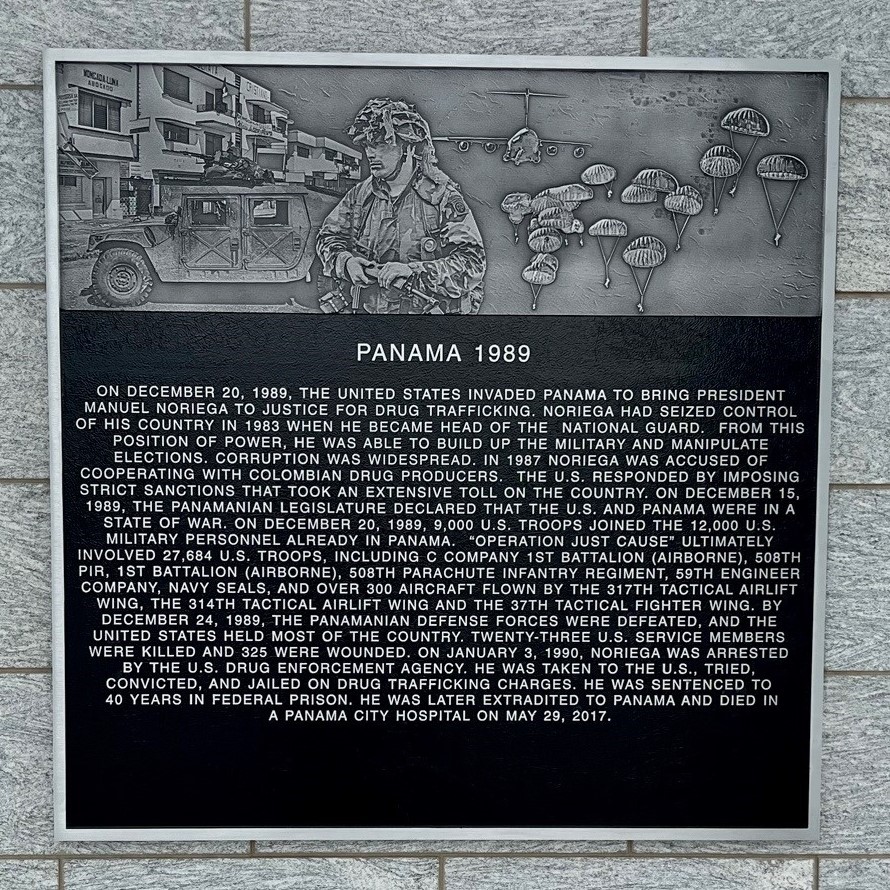 MONCADA LUNA
ABOGADO
PANAMA 1989
ON DECEMBER 20, 1989, THE UNITED STATES INVADED PANAMA TO BRING PRESIDENT
MANUEL NORIEGA TO JUSTICE FOR DRUG TRAFFICKING. NORIEGA HAD SEIZED CONTROL
OF HIS COUNTRY IN 1983 WHEN HE BECAME HEAD OF THE NATIONAL GUARD. FROM THIS
POSITION OF POWER, HE WAS ABLE TO BUILD UP THE MILITARY AND MANIPULATE
ELECTIONS. CORRUPTION WAS WIDESPREAD. IN 1987 NORIEGA WAS ACCUSED OF
COOPERATING WITH COLOMBIAN DRUG PRODUCERS. THE U.S. RESPONDED BY IMPOSING
STRICT SANCTIONS THAT TOOK AN EXTENSIVE TOLL ON THE COUNTRY. ON DECEMBER 15,
1989, THE PANAMANIAN LEGISLATURE DECLARED THAT THE U.S. AND PANAMA WERE IN A
STATE OF WAR. ON DECEMBER 20, 1989, 9,000 U.S. TROOPS JOINED THE 12,000 U.S.
MILITARY PERSONNEL ALREADY IN PANAMA. “OPERATION JUST CAUSE” ULTIMATELY
INVOLVED 27,684 U.S. TROOPS, INCLUDING C COMPANY 1ST BATTALION (AIRBORNE), 508TH
PIR, 1ST BATTALION (AIRBORNE), 508TH PARACHUTE INFANTRY REGIMENT, 59TH ENGINEER
COMPANY, NAVY SEALS, AND OVER 300 AIRCRAFT FLOWN BY THE 317TH TACTICAL AIRLIFT
WING, THE 314TH TACTICAL AIRLIFT WING AND THE 37TH TACTICAL FIGHTER WING. BY
DECEMBER 24, 1989, THE PANAMANIAN DEFENSE FORCES WERE DEFEATED, AND THE
UNITED STATES HELD MOST OF THE COUNTRY. TWENTY-THREE U.S. SERVICE MEMBERS
WERE KILLED AND 325 WERE WOUNDED. ON JANUARY 3, 1990, NORIEGA WAS ARRESTED
BY THE U.S. DRUG ENFORCEMENT AGENCY. HE WAS TAKEN TO THE U.S., TRIED,
CONVICTED, AND JAILED ON DRUG TRAFFICKING CHARGES. HE WAS SENTENCED TO
40 YEARS IN FEDERAL PRISON. HE WAS LATER EXTRADITED TO PANAMA AND DIED IN
A PANAMA CITY HOSPITAL ON MAY 29, 2017.